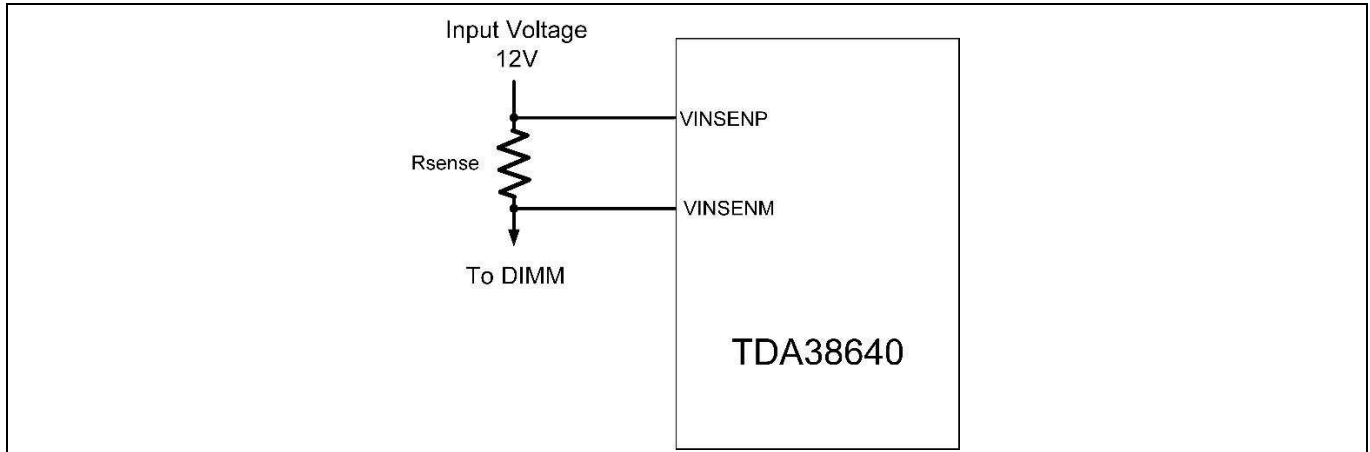 Input Voltage
12V
VINSENP
Rsense
VINSENM
To DIMM
TDA38640